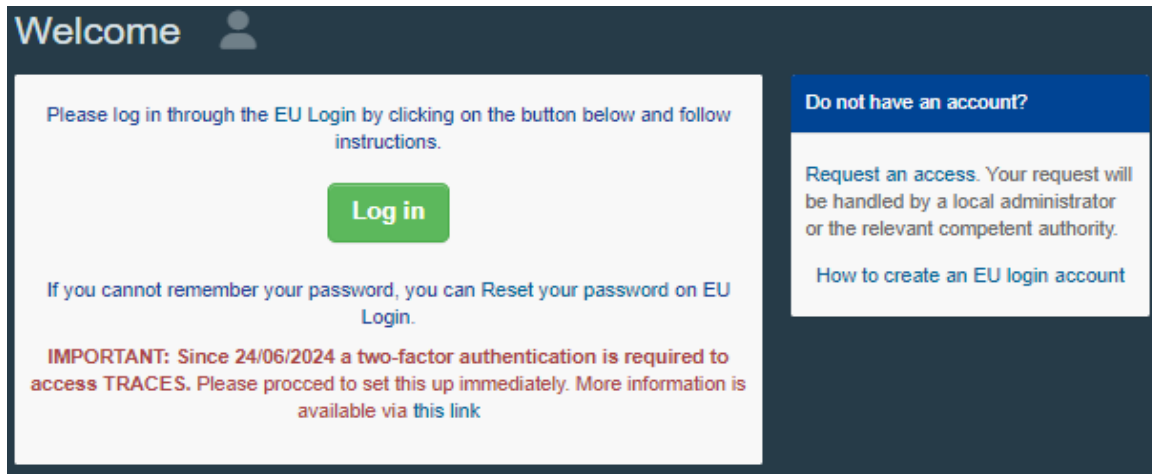 Welcome
Please log in through the EU Login by clicking on the button below and follow
instructions.
Log in
If you cannot remember your password, you can Reset your password on EU
Login.
IMPORTANT: Since 24/06/2024 a two-factor authentication is required to
access TRACES. Please procced to set this up immediately. More information is
available via this link
Do not have an account?
Request an access. Your request will
be handled by a local administrator
or the relevant competent authority.
How to create an EU login account